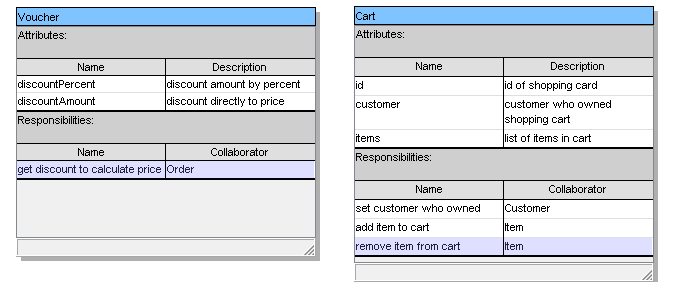 Voucher
Attributes:
Name Description
discountPercent discount amount by percent
discountAmount discount directly to price
Responsibilities:
Name Collaborator
get discount to calculate price Order
Cart
Attributes:
Name Description
id id of shopping card
customer customer who owned
shopping cart
items list of items in cart
Responsibilities:
Name Collaborator
set customer who owned Customer
add item to cart Item
remove item from cart Item